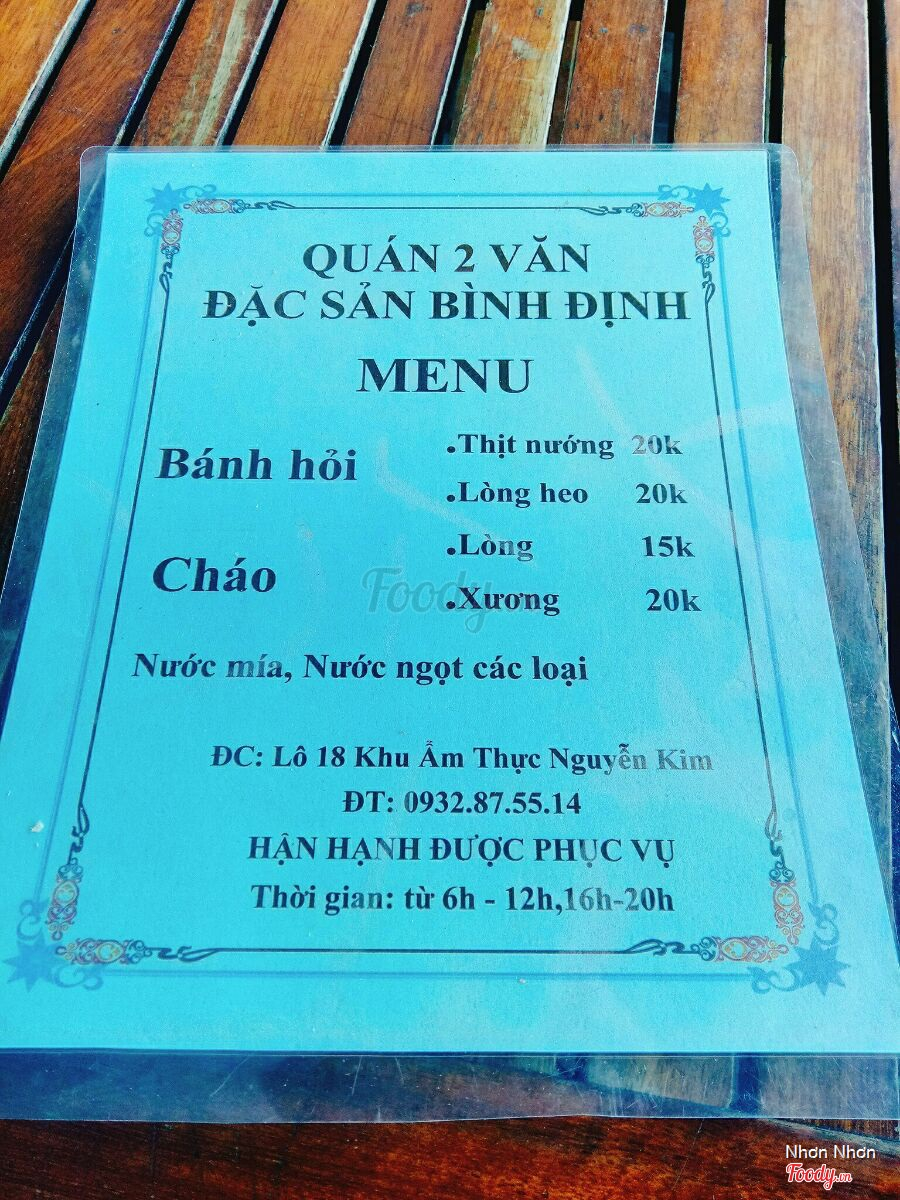 QUÁN 2 VĂN
ĐẶC SẢN BÌNH ĐỊNH
MENU
Bánh hỏi
.Thịt nướng 20k
.Lòng heo 20k
Cháo
.Lòng 15k
.Xương 20k
Foody
Nước mía, Nước ngọt các loại
ĐC: Lô 18 Khu Ẩm Thực Nguyễn Kim
ĐT: 0932.87.55.14
HẬN HẠNH ĐƯỢC PHỤC VỤ
Thời gian: từ 6h - 12h,16h-20h
Nhơn Nhơn
Foody.vn